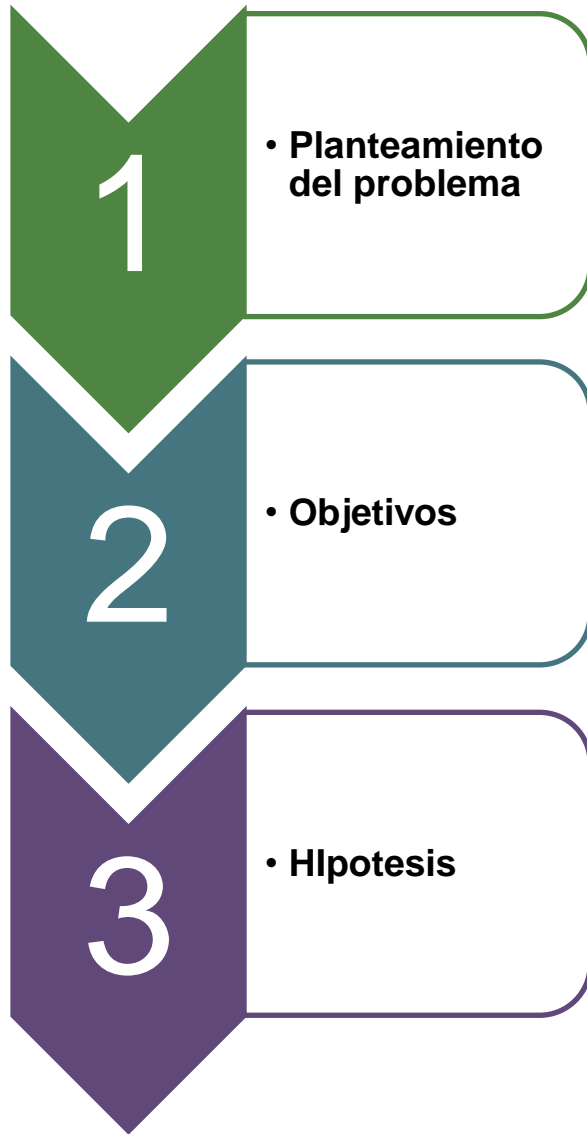 1
• Planteamiento
del problema
2
• Objetivos
3
• HIpotesis